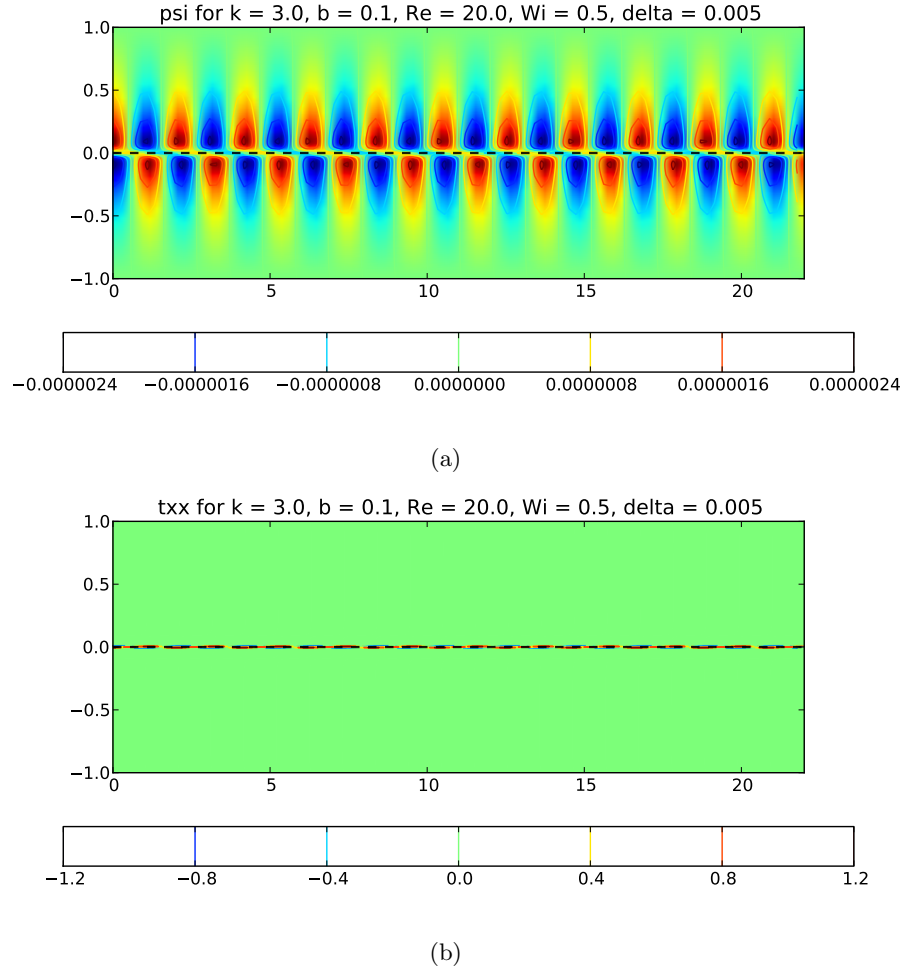 psi for k = 3.0, b = 0.1, Re = 20.0, Wi = 0.5, delta = 0.005
1.0
0.5
0.0
−0.5
−1.0
0 5 10 15 20
−0.0000024 −0.0000016 −0.0000008 0.0000000 0.0000008 0.0000016 0.0000024
(a)
txx for k = 3.0, b = 0.1, Re = 20.0, Wi = 0.5, delta = 0.005
1.0
0.5
0.0
−0.5
−1.0
0 5 10 15 20
−1.2 −0.8 −0.4 0.0 0.4 0.8 1.2
(b)